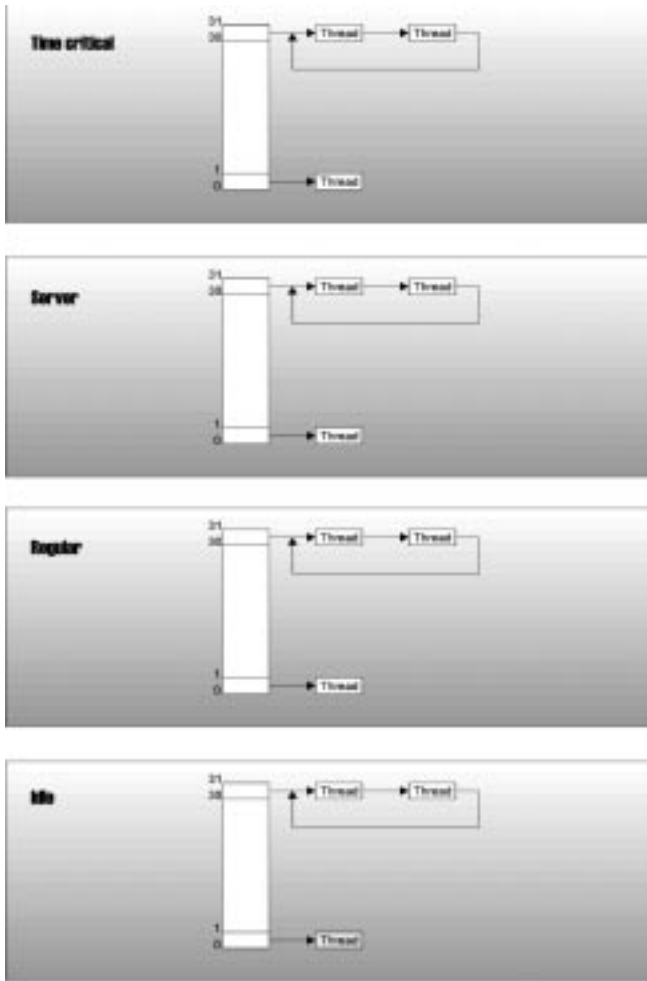 Time critical
31
30
Thread Thread
1
0
Thread
Server
31
30
Thread Thread
1
0
Thread
Regular
31
30
Thread Thread
1
0
Thread
Idle
31
30
Thread Thread
1
0
Thread